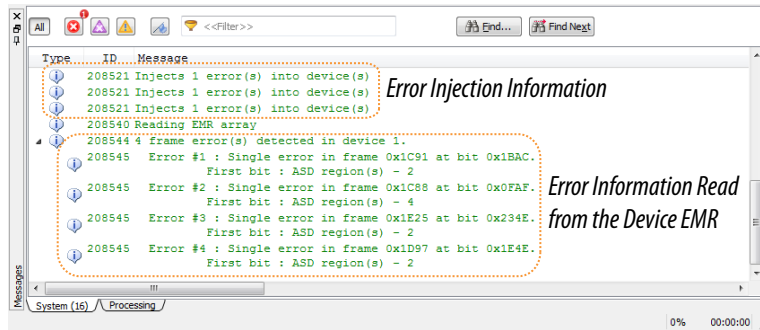 All
<<Filter>>
Find...
Find Next
Type ID Message
208521 Injects 1 error(s) into device(s)
208521 Injects 1 error(s) into device(s)
208521 Injects 1 error(s) into device(s)
Error Injection Information
208540 Reading EMR array
208544 4 frame error(s) detected in device 1.
208545 Error #1 : Single error in frame 0x1C91 at bit 0x1BAC.
First bit : ASD region(s) - 2
208545 Error #2 : Single error in frame 0x1C88 at bit 0x0FAF.
First bit : ASD region(s) - 4
208545 Error #3 : Single error in frame 0x1E25 at bit 0x234E.
First bit : ASD region(s) - 2
208545 Error #4 : Single error in frame 0x1D97 at bit 0x1E4E.
First bit : ASD region(s) - 2
Error Information Read
from the Device EMR
Messages
System (16)
Processing
0% 00:00:00